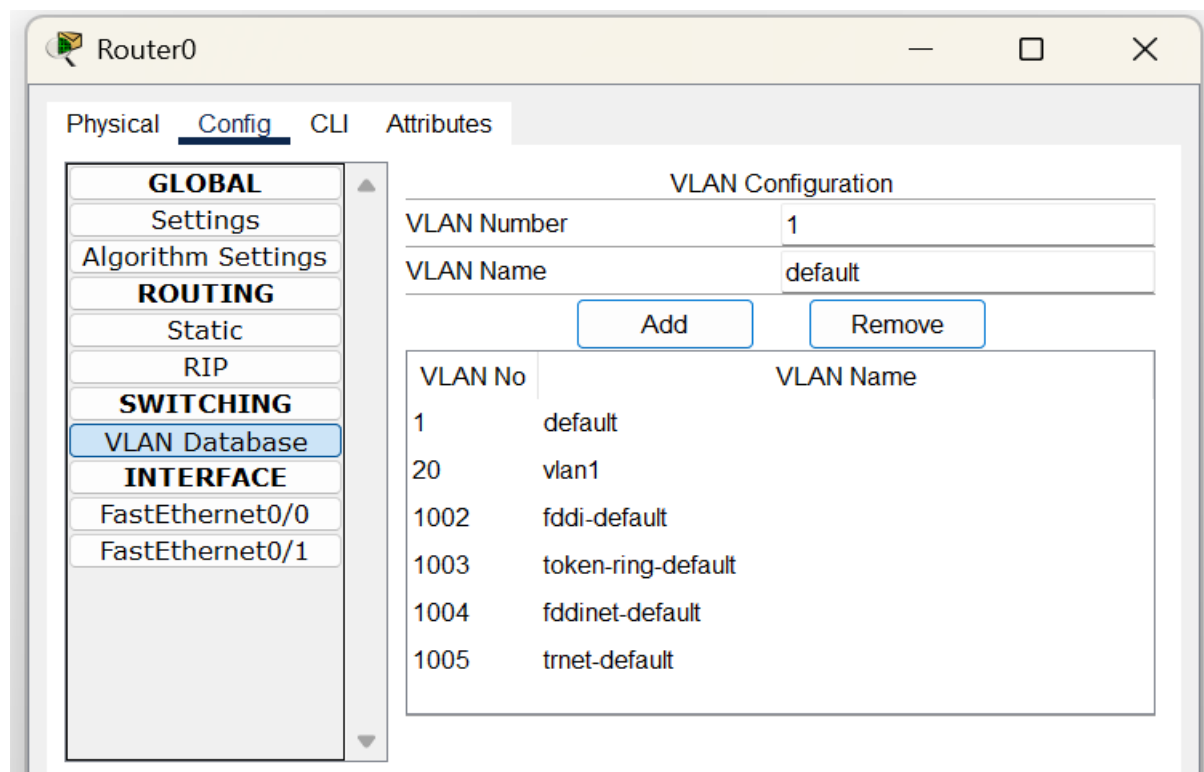 Router0
Physical Config CLI Attributes
GLOBAL
Settings
Algorithm Settings
ROUTING
Static
RIP
SWITCHING
VLAN Database
INTERFACE
FastEthernet0/0
FastEthernet0/1
VLAN Configuration
VLAN Number 1
VLAN Name default
Add Remove
VLAN No VLAN Name
1 default
20 vlan1
1002 fddi-default
1003 token-ring-default
1004 fddinet-default
1005 trnet-default